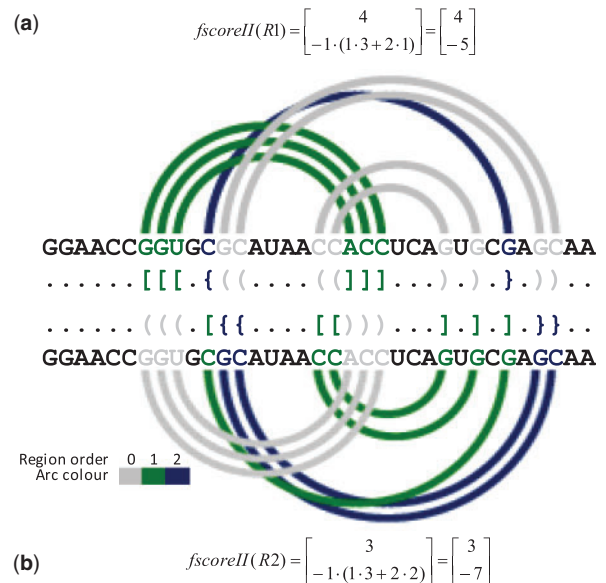 (a)
fscoreII(R1) = [4 −1·(1·3+2·1)] = [4 −5]
GGAACCGGUGCGCAUAACCACCUCAGUGCGAGCAA
......[[[.{((....((]]]...).).}.))..
......(((.[{{....[[)))...].].].}}..
GGAACCGGUGCGCAUAACCACCUCAGUGCGAGCAA
Region order 0 1 2
Arc colour
(b)
fscoreII(R2) = [3 −1·(1·3+2·2)] = [3 −7]